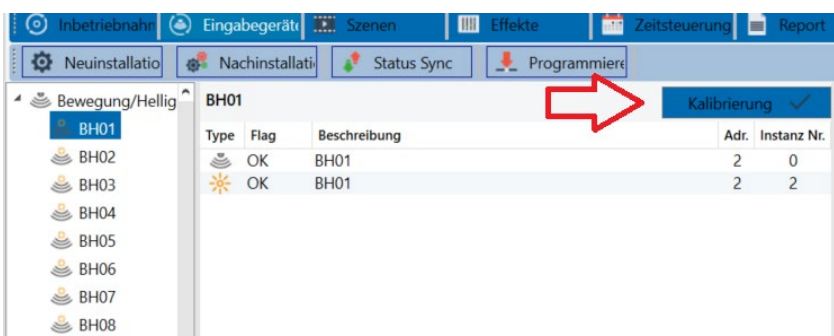 Inbetriebnahn Eingabegeräte Szenen Effekte Zeitsteuerung Report
Neuinstallatio Nachinstallati Status Sync Programmiere
Bewegung/Hellig
BH01
BH02
BH03
BH04
BH05
BH06
BH07
BH08
BH01 Kalibrierung
Type Flag Beschreibung Adr. Instanz Nr.
OK BH01 2 0
OK BH01 2 2